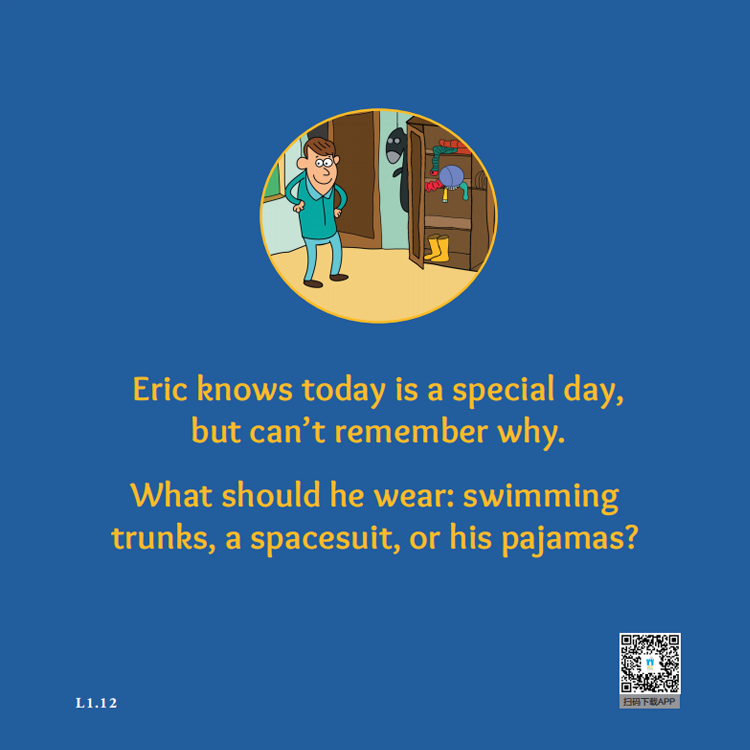 Eric knows today is a special day,
but can’t remember why.
What should he wear: swimming
trunks, a spacesuit, or his pajamas?
L1.12
扫码下载APP